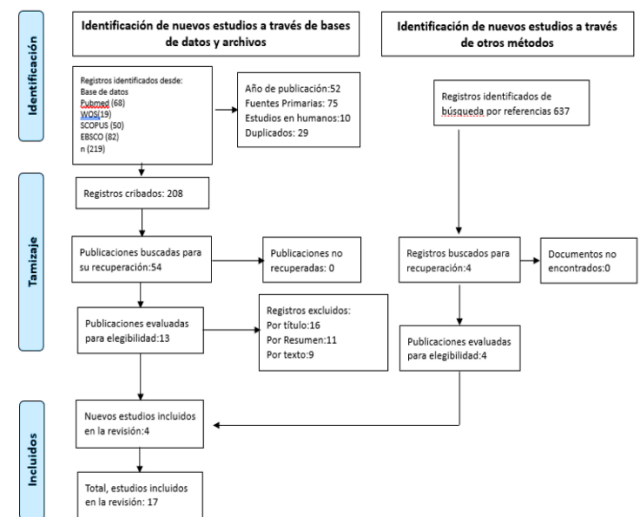 Identificación de nuevos estudios a través de bases
de datos y archivos
Identificación de nuevos estudios a través
de otros métodos
Identificación
Registros identificados desde:
Base de datos
Pubmed (68)
WOS(19)
SCOPUS (50)
EBSCO (82)
n (219)
Año de publicación:52
Fuentes Primarias: 75
Estudios en humanos:10
Duplicados: 29
Registros identificados de
búsqueda por referencias 637
Tamizaje
Registros cribados: 208
Publicaciones buscadas para
su recuperación:54
Publicaciones no
recuperadas: 0
Registros buscados para
recuperación:4
Documentos no
encontrados:0
Publicaciones evaluadas
para elegibilidad:13
Registros excluidos:
Por título:16
Por Resumen:11
Por texto:9
Publicaciones evaluadas
para elegibilidad:4
Incluidos
Nuevos estudios incluidos
en la revisión:4
Total, estudios incluidos
en la revisión: 17